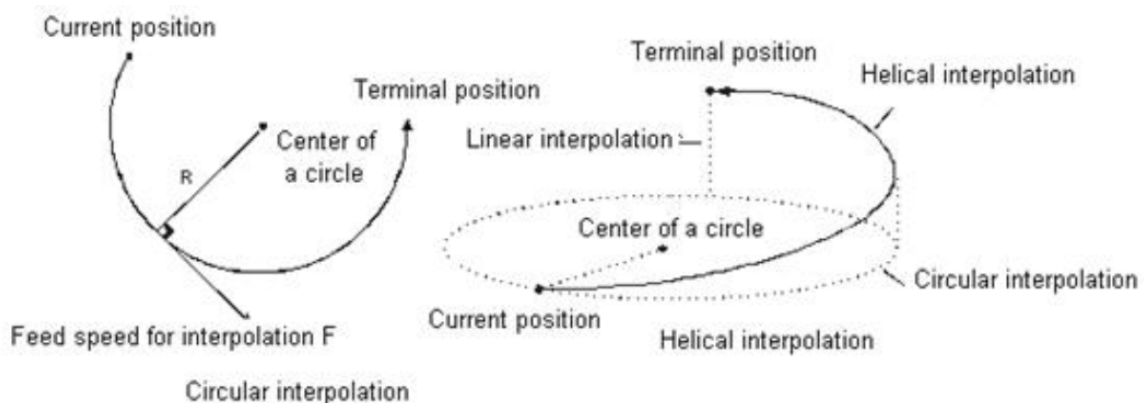 Current position
Terminal position
Center of
a circle
R
Feed speed for interpolation F
Circular interpolation
Terminal position
Helical interpolation
Linear interpolation
Center of a circle
Circular interpolation
Current position
Helical interpolation